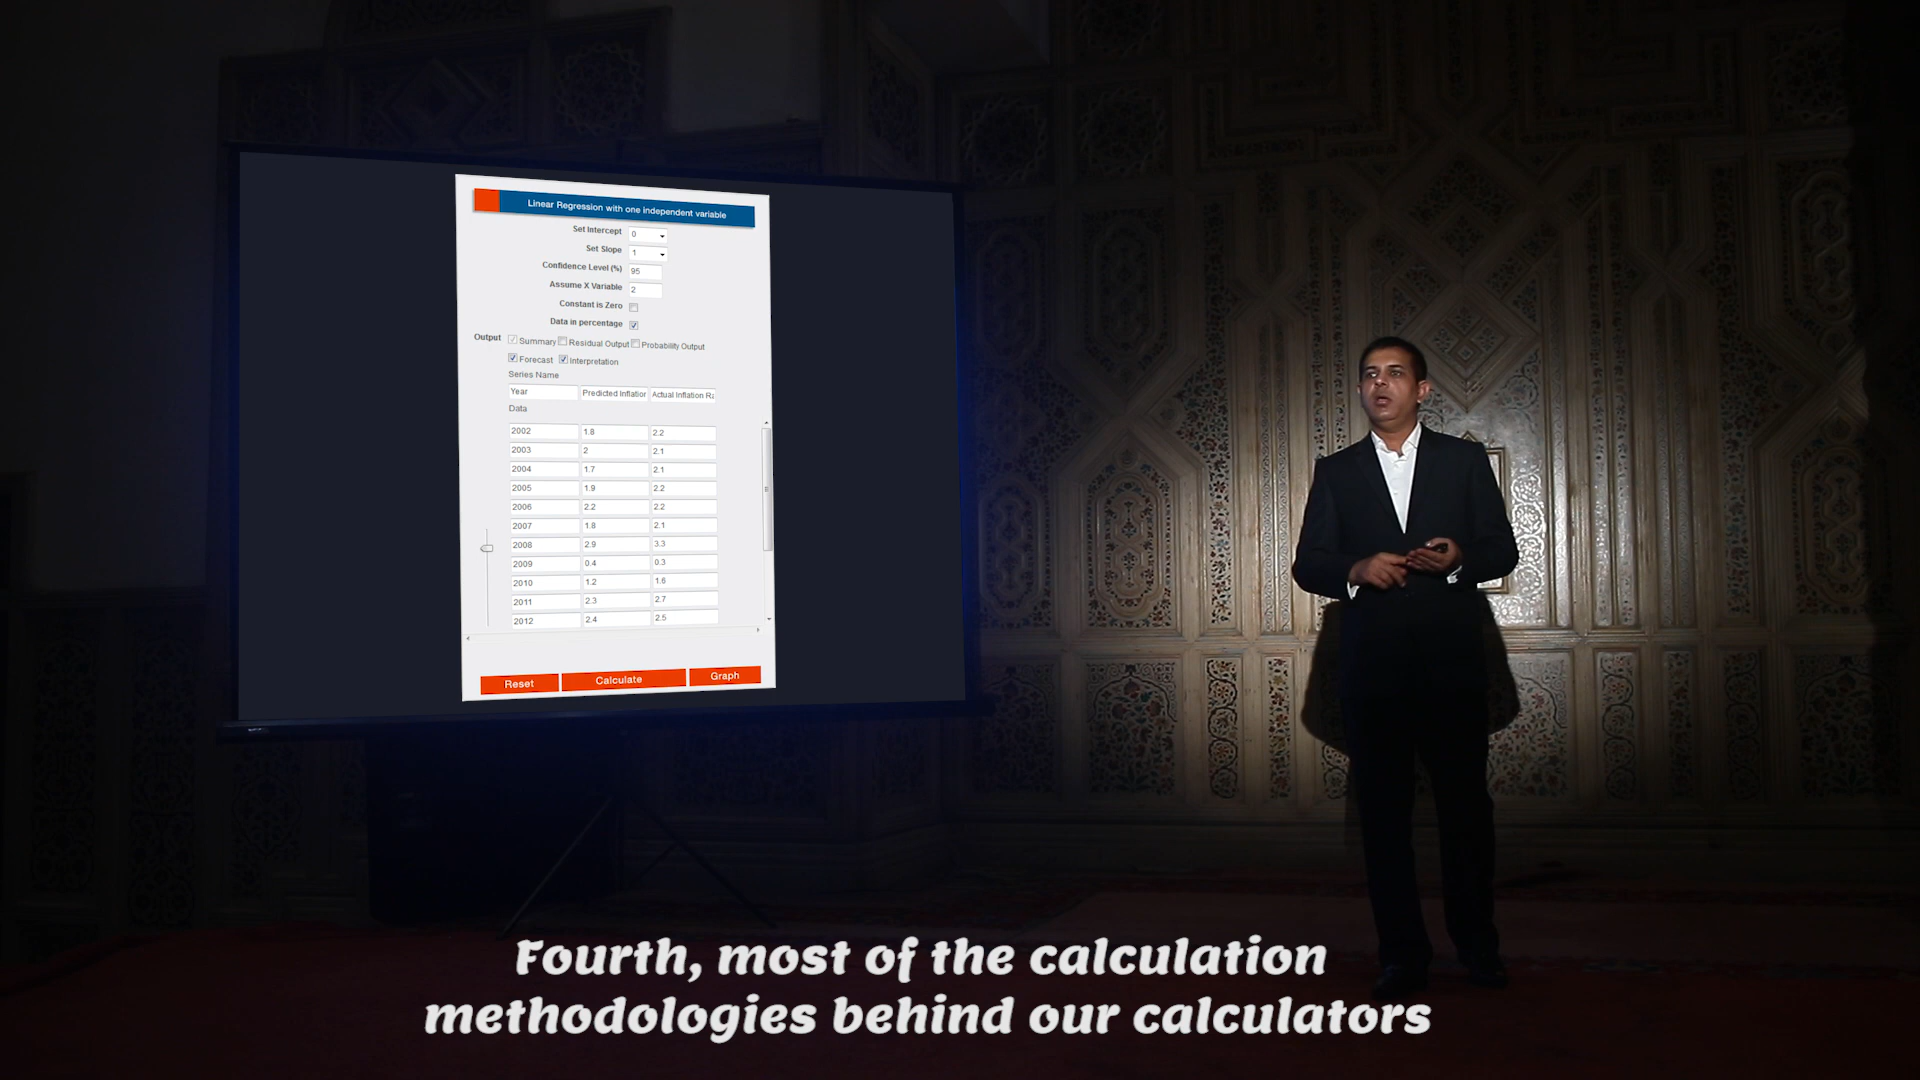 Linear Regression with one independent variable
Set Intercept 0
Set Slope 1
Confidence Level (%) 95
Assume X Variable 2
Constant is Zero
Data in percentage
Output Summary Residual Output Probability Output
Forecast Interpretation
Series Name
Year Predicted Inflation Actual Inflation Ra
Data
2002 1.8 2.2
2003 2 2.1
2004 1.7 2.1
2005 1.9 2.2
2006 2.2 2.2
2007 1.8 2.1
2008 2.9 3.3
2009 0.4 0.3
2010 1.2 1.6
2011 2.3 2.7
2012 2.4 2.5
Reset Calculate Graph
Fourth, most of the calculation
methodologies behind our calculators